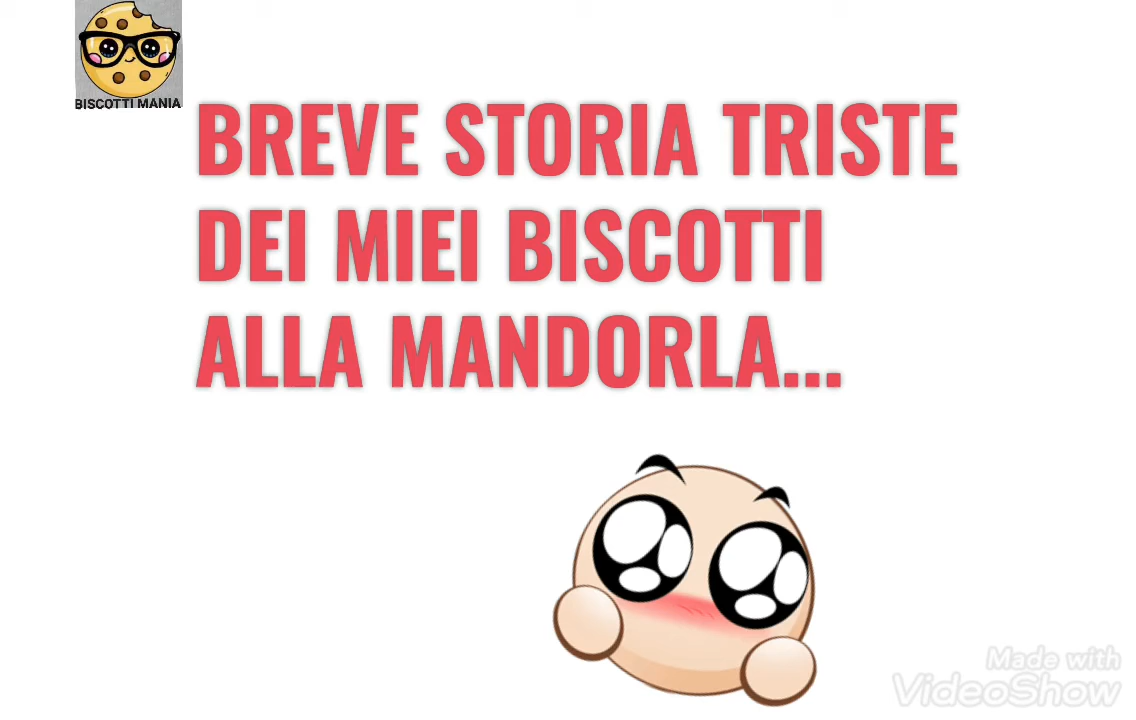 BISCOTTI MANIA
BREVE STORIA TRISTE
DEI MIEI BISCOTTI
ALLA MANDORLA...
Made with
VideoShow